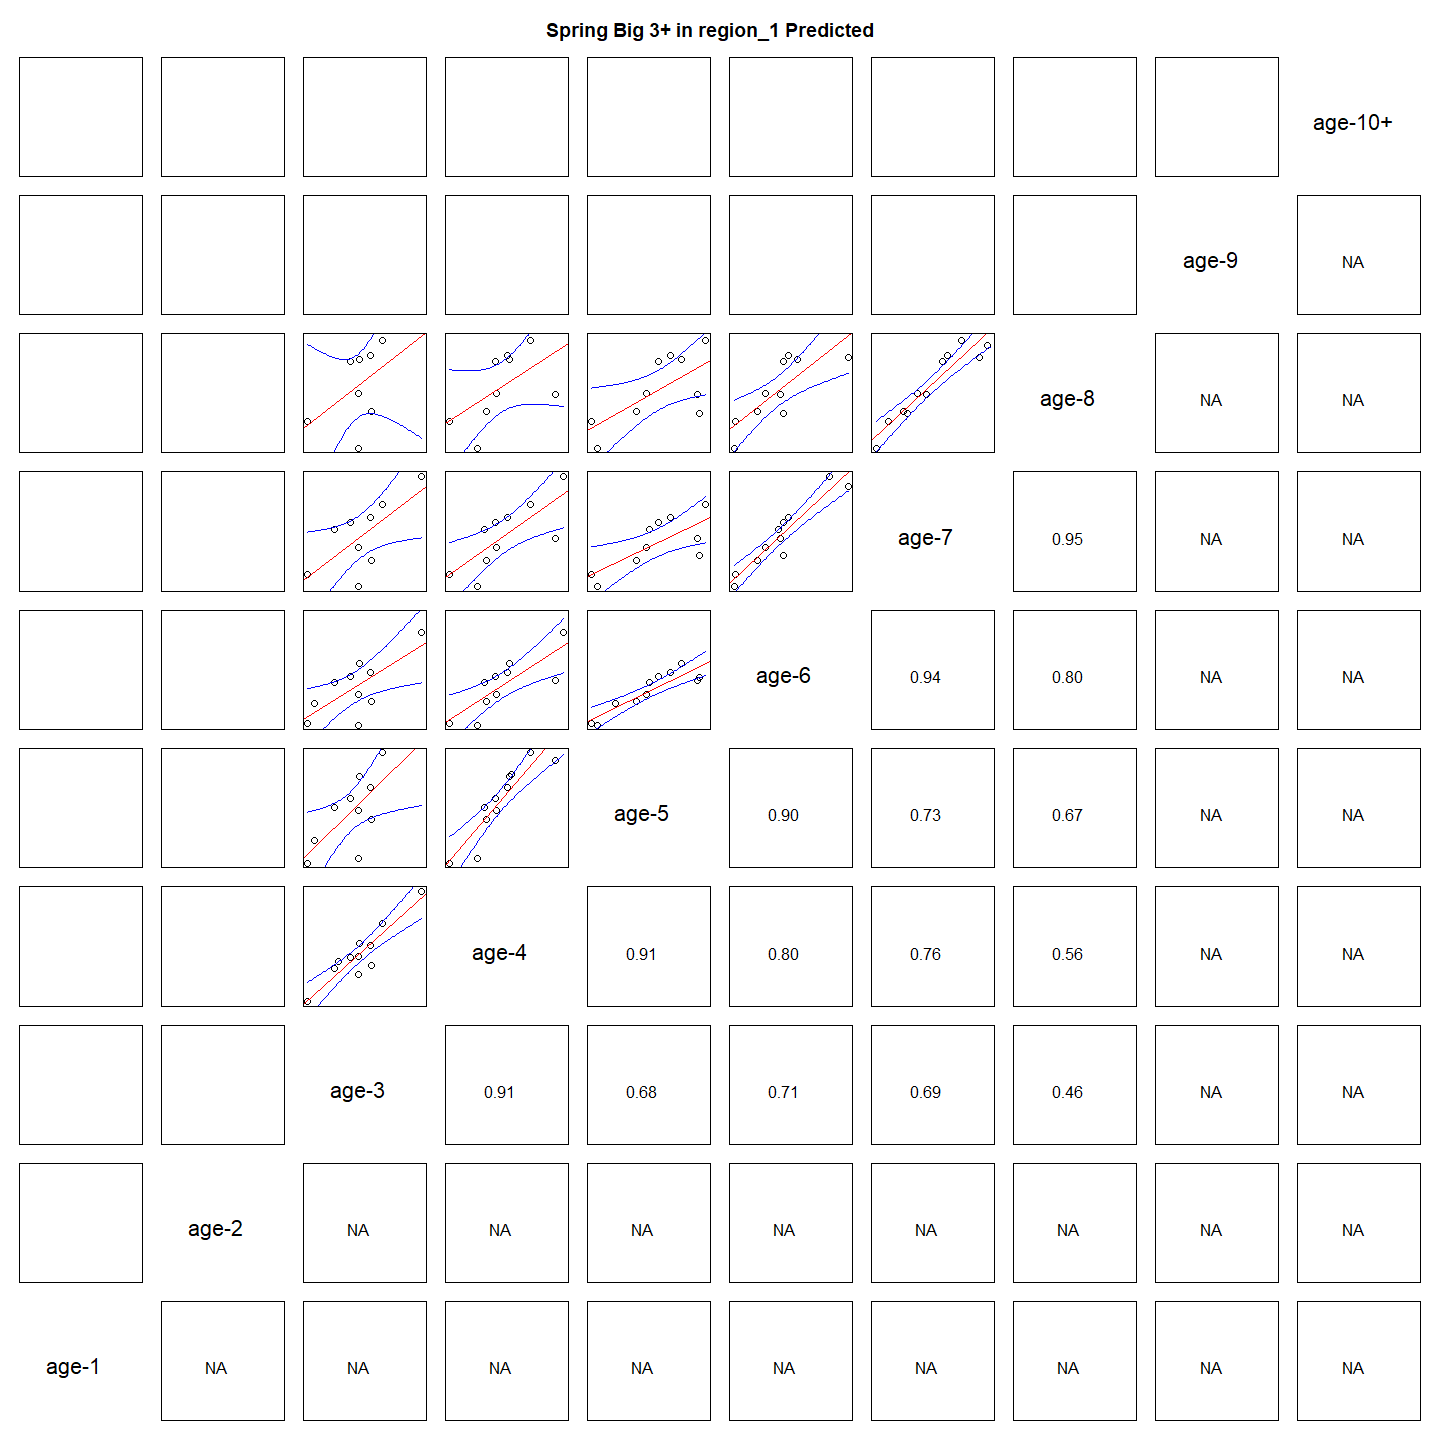 Spring Big 3+ in region_1 Predicted
age-10+
age-9 NA
age-8 NA NA
age-7 0.95 NA NA
age-6 0.94 0.80 NA NA
age-5 0.90 0.73 0.67 NA NA
age-4 0.91 0.80 0.76 0.56 NA NA
age-3 0.91 0.68 0.71 0.69 0.46 NA NA
age-2 NA NA NA NA NA NA NA NA
age-1 NA NA NA NA NA NA NA NA NA